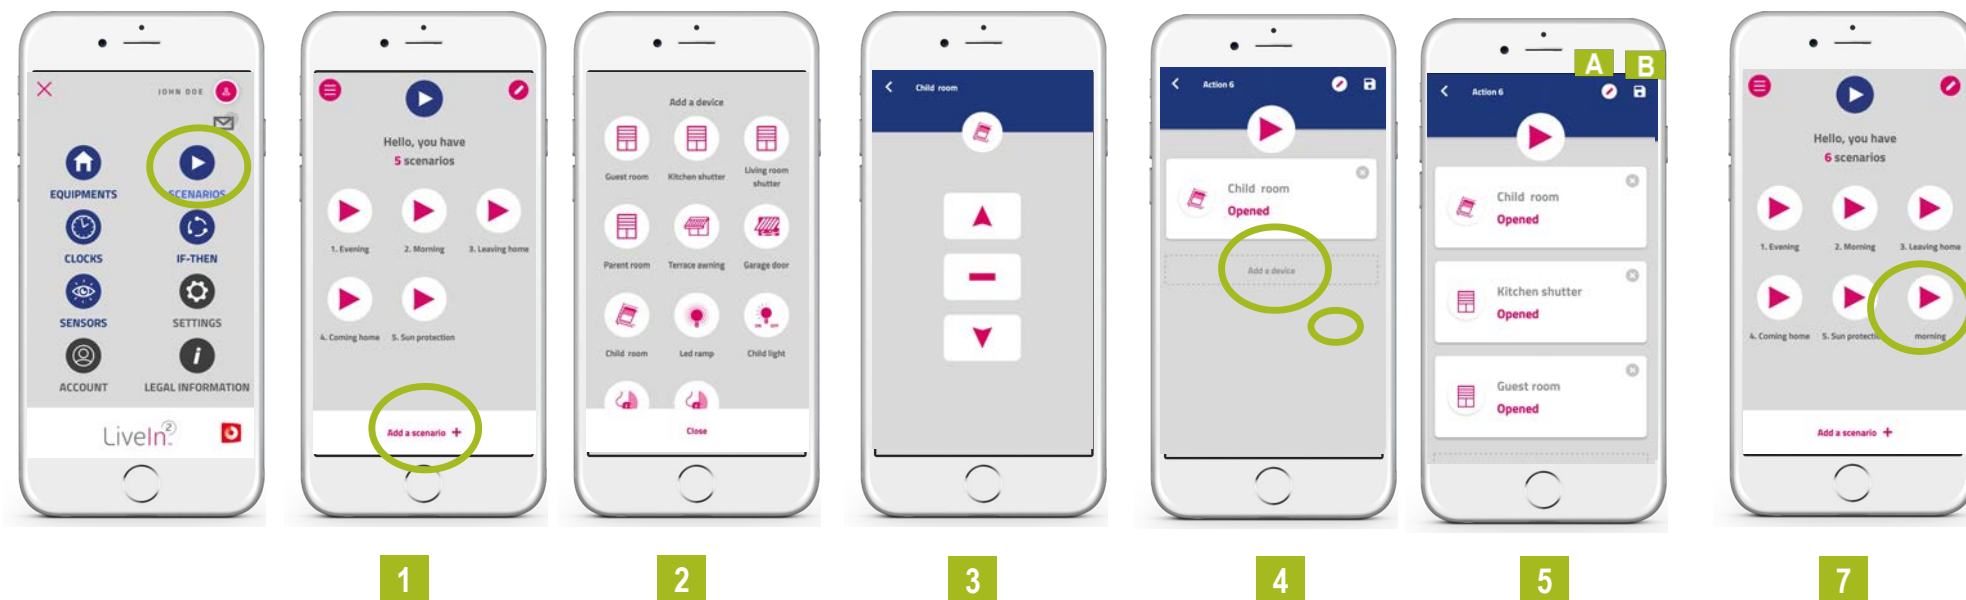 JOHN DOE
EQUIPMENTS
SCENARIOS
CLOCKS
IF-THEN
SENSORS
SETTINGS
ACCOUNT
LEGAL INFORMATION
LiveIn2
Hello, you have
5 scenarios
1. Evening
2. Morning
3. Leaving home
4. Coming home
5. Sun protection
Add a scenario +
1
Add a device
Guest room
Kitchen shutter
Living room
shutter
Parent room
Terrace awning
Garage door
Child room
Led ramp
ON OFF
Child light
Close
2
Child room
3
Action 6
Child room
Opened
Add a device
4
A
B
Action 6
Child room
Opened
Kitchen shutter
Opened
Guest room
Opened
5
Hello, you have
6 scenarios
1. Evening
2. Morning
3. Leaving home
4. Coming home
5. Sun protectio
morning
Add a scenario +
7